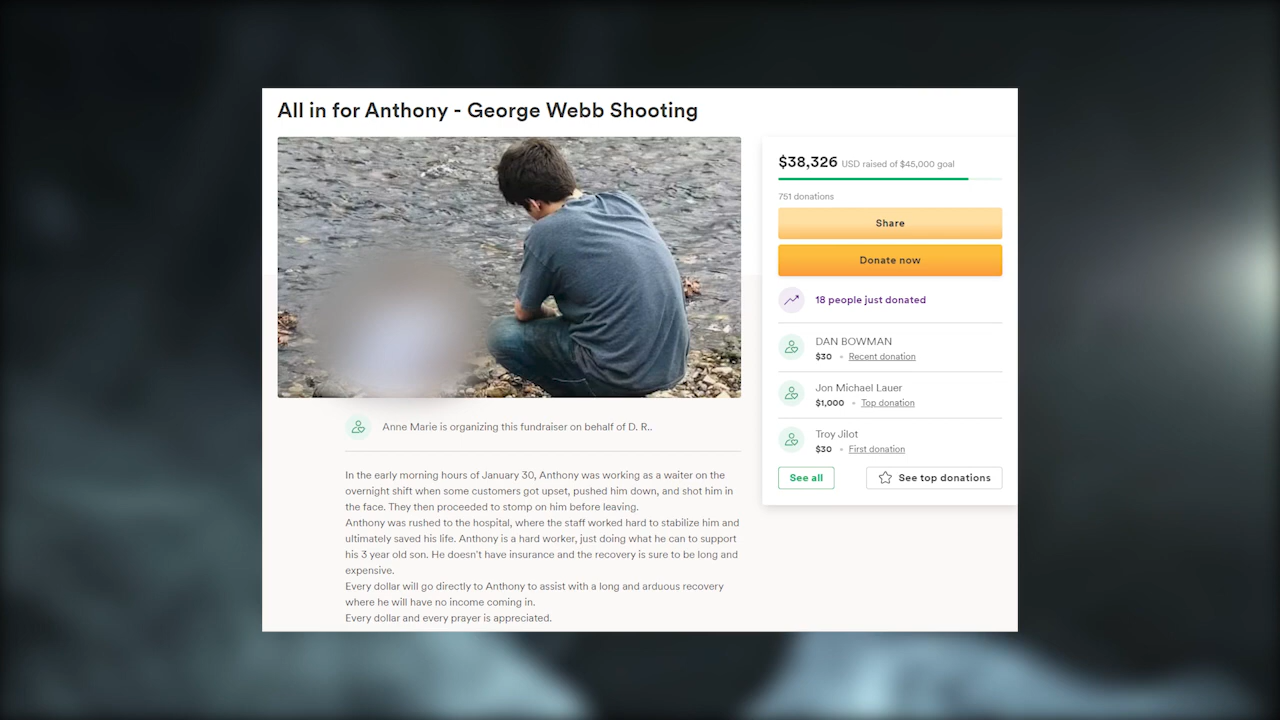 All in for Anthony - George Webb Shooting
$38,326 USD raised of $45,000 goal
751 donations
Share
Donate now
18 people just donated
DAN BOWMAN
$30 • Recent donation
Jon Michael Lauer
$1,000 • Top donation
Troy Jilot
$30 • First donation
See all
See top donations
Anne Marie is organizing this fundraiser on behalf of D. R..
In the early morning hours of January 30, Anthony was working as a waiter on the
overnight shift when some customers got upset, pushed him down, and shot him in
the face. They then proceeded to stomp on him before leaving.
Anthony was rushed to the hospital, where the staff worked hard to stabilize him and
ultimately saved his life. Anthony is a hard worker, just doing what he can to support
his 3 year old son. He doesn't have insurance and the recovery is sure to be long and
expensive.
Every dollar will go directly to Anthony to assist with a long and arduous recovery
where he will have no income coming in.
Every dollar and every prayer is appreciated.